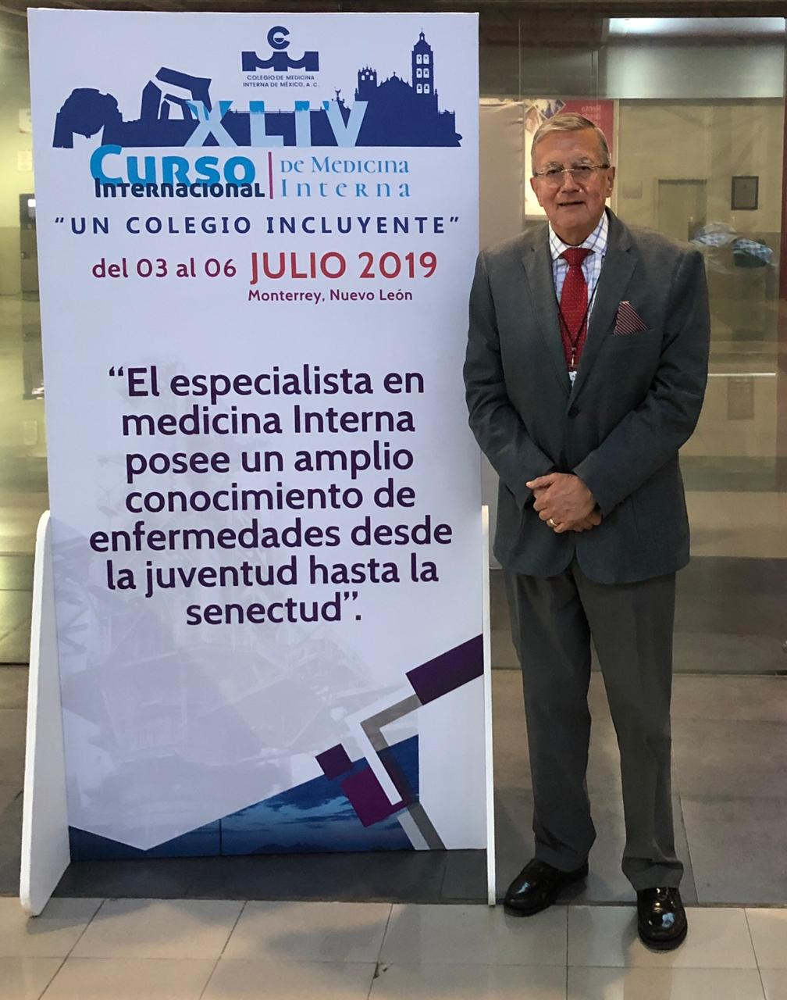 COLEGIO DE MEDICINA
INTERNA DE MÉXICO, A.C.
XLIV
CURSO
INTERNACIONAL
DE MEDICINA
INTERNA
"UN COLEGIO INCLUYENTE"
del 03 al 06 JULIO 2019
Monterrey, Nuevo León
“El especialista en
medicina Interna
posee un amplio
conocimiento de
enfermedades desde
la juventud hasta la
senectud”.